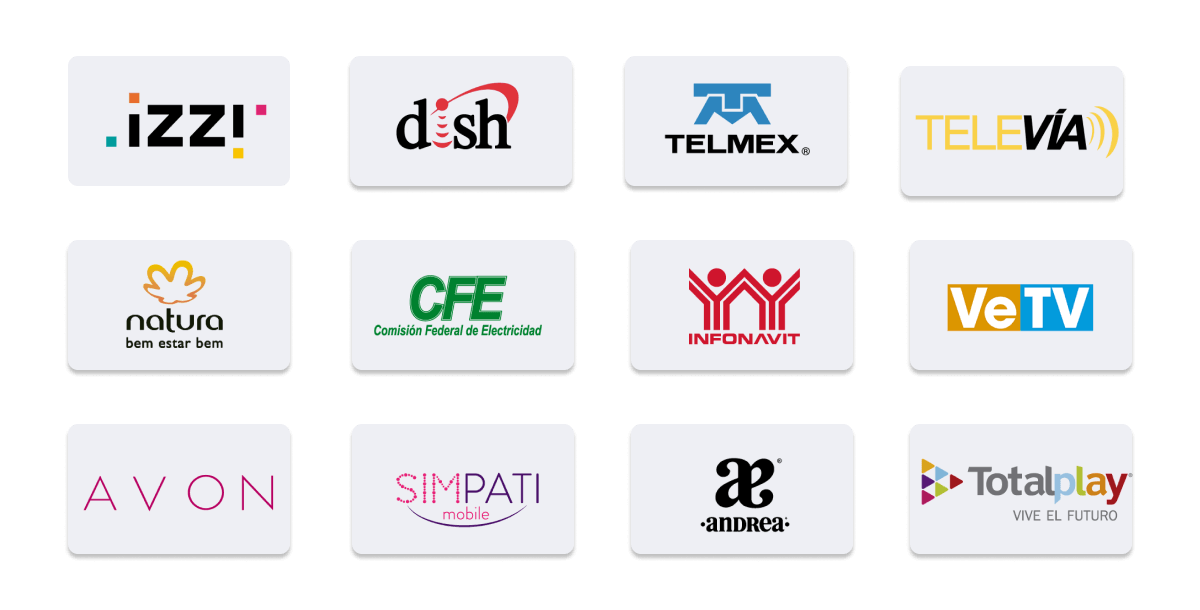 izzi
dish
TELMEX®
TELEVÍA
natura
bem estar bem
CFE
Comisión Federal de Electricidad
INFONAVIT
VeTV
AVON
SIMPATI
mobile
æ®
·andrea·
Totalplay®
VIVE EL FUTURO